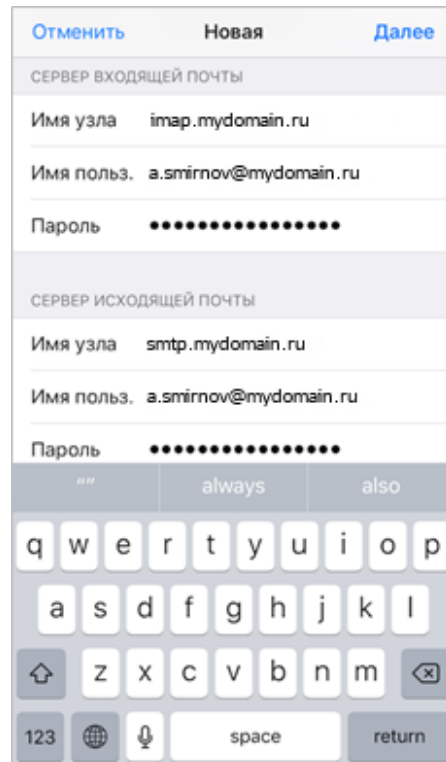 Отменить Новая Далее
СЕРВЕР ВХОДЯЩЕЙ ПОЧТЫ
Имя узла imap.mydomain.ru
Имя польз. a.smirnov@mydomain.ru
Пароль ●●●●●●●●●●●●●●●●
СЕРВЕР ИСХОДЯЩЕЙ ПОЧТЫ
Имя узла smtp.mydomain.ru
Имя польз. a.smirnov@mydomain.ru
Пароль ●●●●●●●●●●●●●●●●
"" always also
q w e r t y u i o p
a s d f g h j k l
z x c v b n m
123 space return